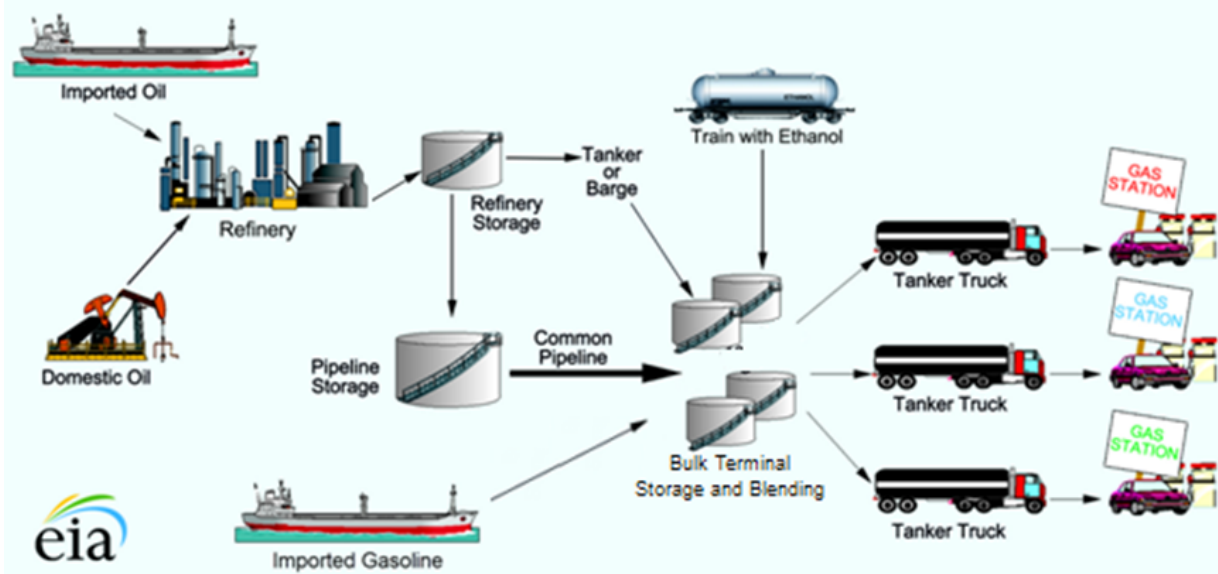 Imported Oil
ETHANOL
Train with Ethanol
Tanker
or
Barge
Refinery
Storage
Refinery
GAS
STATION
Tanker Truck
Domestic Oil
Pipeline
Storage
Common
Pipeline
GAS
STATION
Tanker Truck
Bulk Terminal
Storage and Blending
GAS
STATION
Tanker Truck
eia
Imported Gasoline